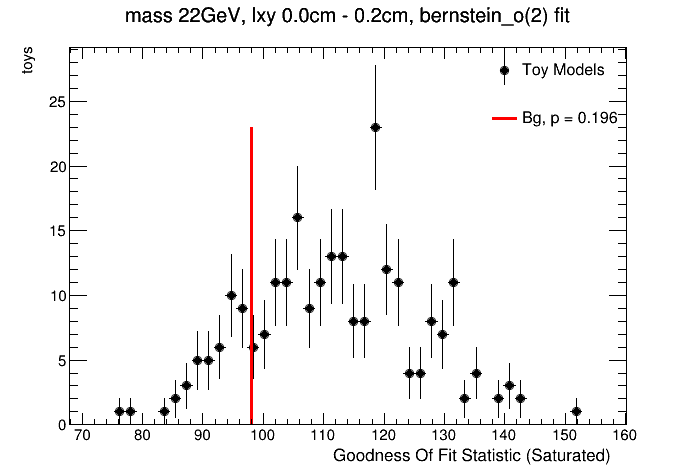 mass 22GeV, lxy 0.0cm - 0.2cm, bernstein_o(2) fit
toys
Toy Models
Bg, p = 0.196
25
20
15
10
5
0
70 80 90 100 110 120 130 140 150 160
Goodness Of Fit Statistic (Saturated)